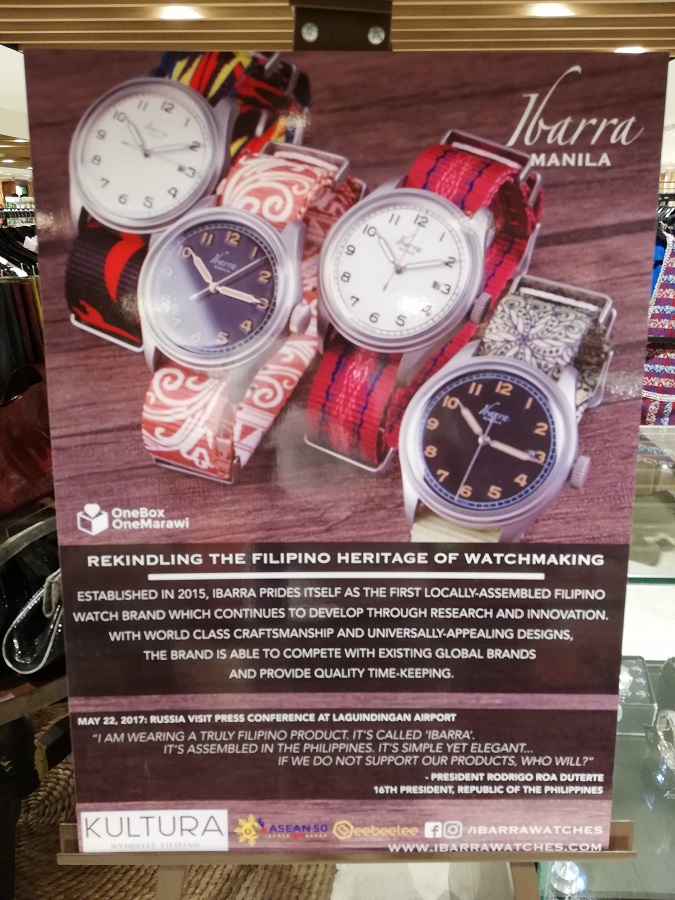 Ibarra
MANILA
OneBox
OneMarawi
REKINDLING THE FILIPINO HERITAGE OF WATCHMAKING
ESTABLISHED IN 2015, IBARRA PRIDES ITSELF AS THE FIRST LOCALLY-ASSEMBLED FILIPINO
WATCH BRAND WHICH CONTINUES TO DEVELOP THROUGH RESEARCH AND INNOVATION.
WITH WORLD CLASS CRAFTSMANSHIP AND UNIVERSALLY-APPEALING DESIGNS,
THE BRAND IS ABLE TO COMPETE WITH EXISTING GLOBAL BRANDS
AND PROVIDE QUALITY TIME-KEEPING.
MAY 22, 2017: RUSSIA VISIT PRESS CONFERENCE AT LAGUINDINGAN AIRPORT
"I AM WEARING A TRULY FILIPINO PRODUCT. IT'S CALLED 'IBARRA'.
IT'S ASSEMBLED IN THE PHILIPPINES. IT'S SIMPLE YET ELEGANT...
IF WE DO NOT SUPPORT OUR PRODUCTS, WHO WILL?"
- PRESIDENT RODRIGO ROA DUTERTE
16TH PRESIDENT, REPUBLIC OF THE PHILIPPINES
KULTURA
UNIQUELY FILIPINO
ASEAN 50
eebeelee
/IBARRAWATCHES
WWW.IBARRAWATCHES.COM